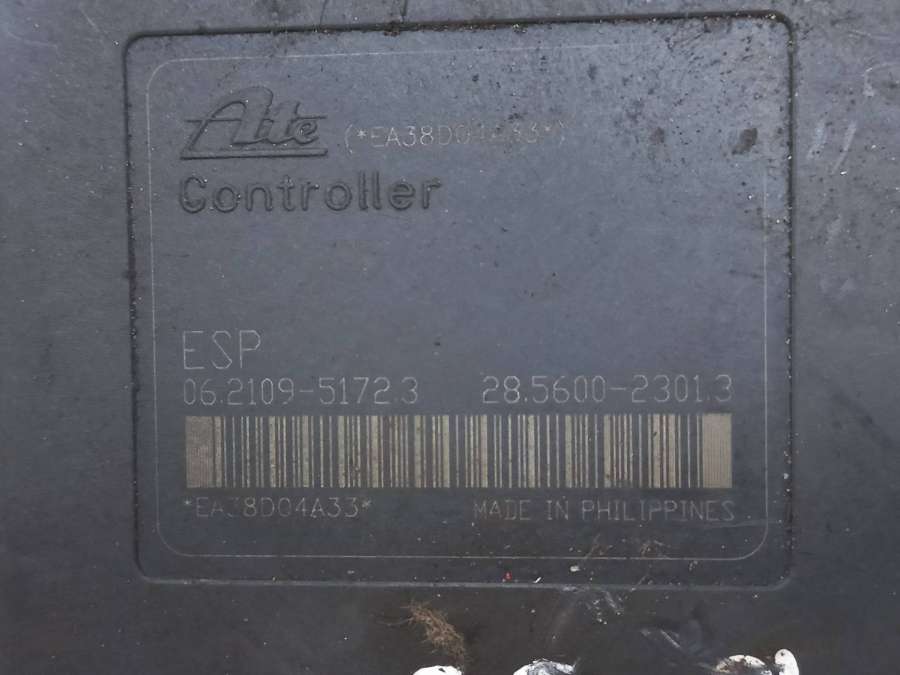 Ate (*EA38D04A33*)
Controller
ESP
06.2109-5172.3 28.5600-2301.3
*EA38D04A33* MADE IN PHILIPPINES